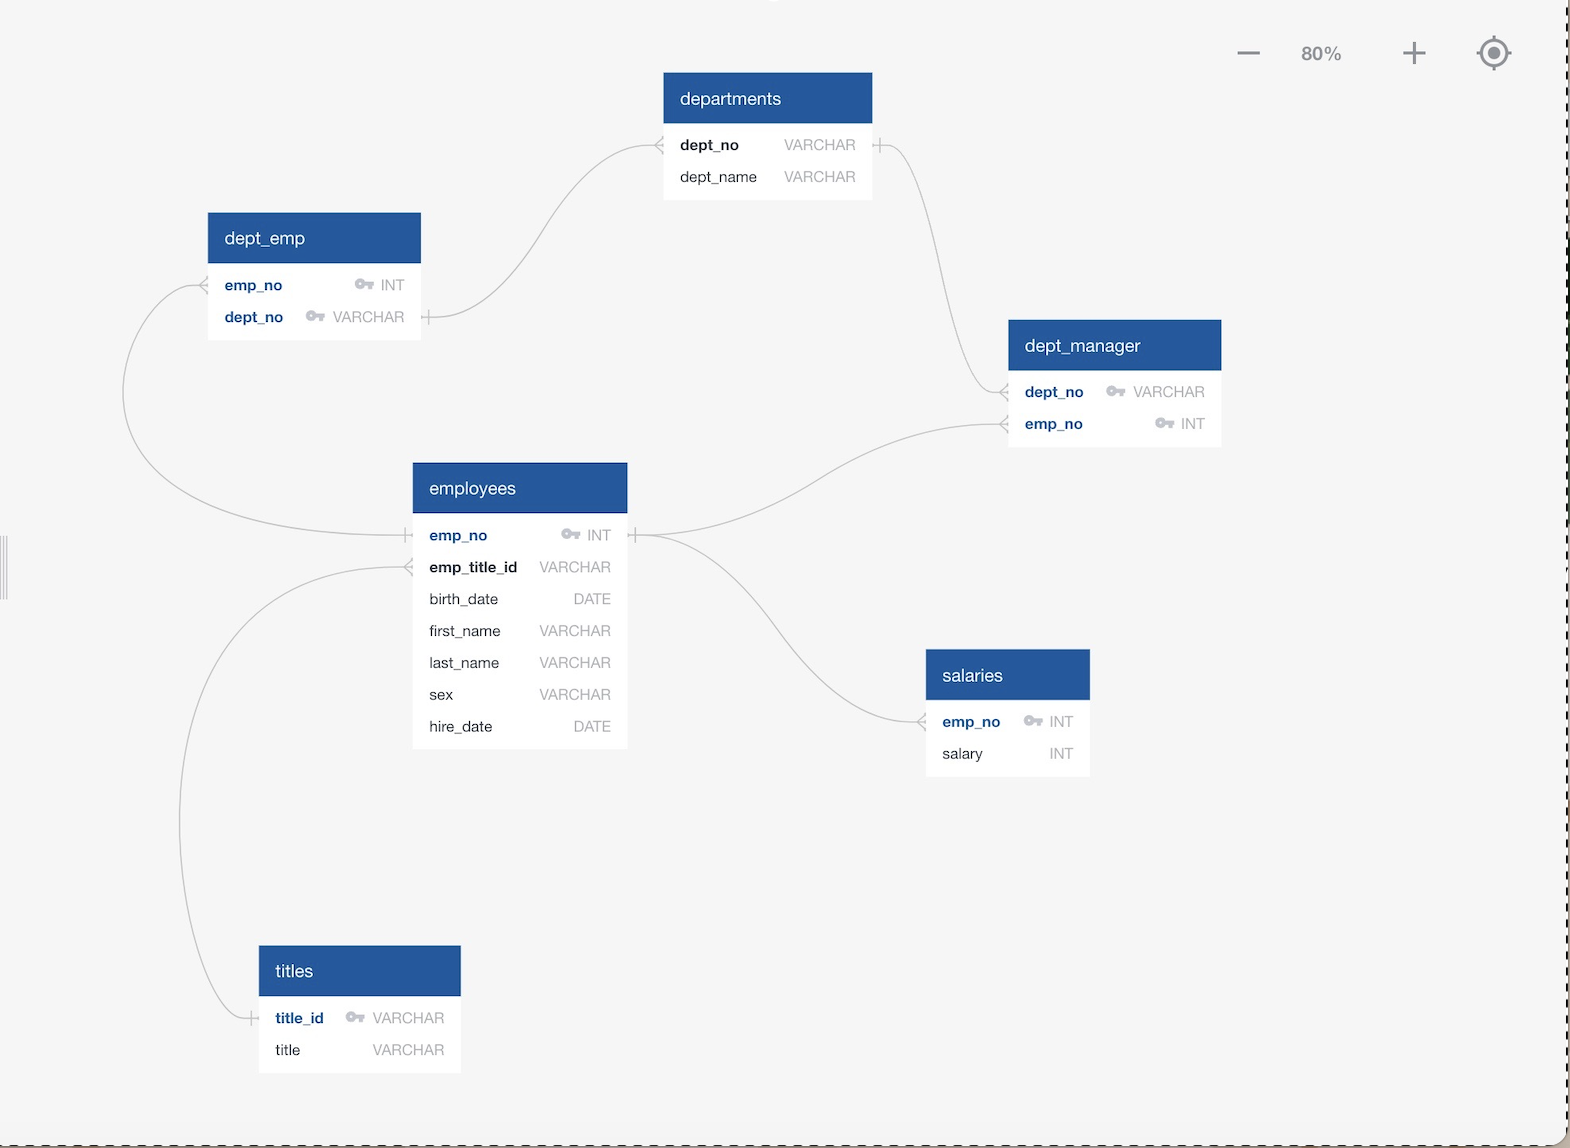 80%
departments
dept_no VARCHAR
dept_name VARCHAR
dept_emp
emp_no INT
dept_no VARCHAR
dept_manager
dept_no VARCHAR
emp_no INT
employees
emp_no INT
emp_title_id VARCHAR
birth_date DATE
first_name VARCHAR
last_name VARCHAR
sex VARCHAR
hire_date DATE
salaries
emp_no INT
salary INT
titles
title_id VARCHAR
title VARCHAR